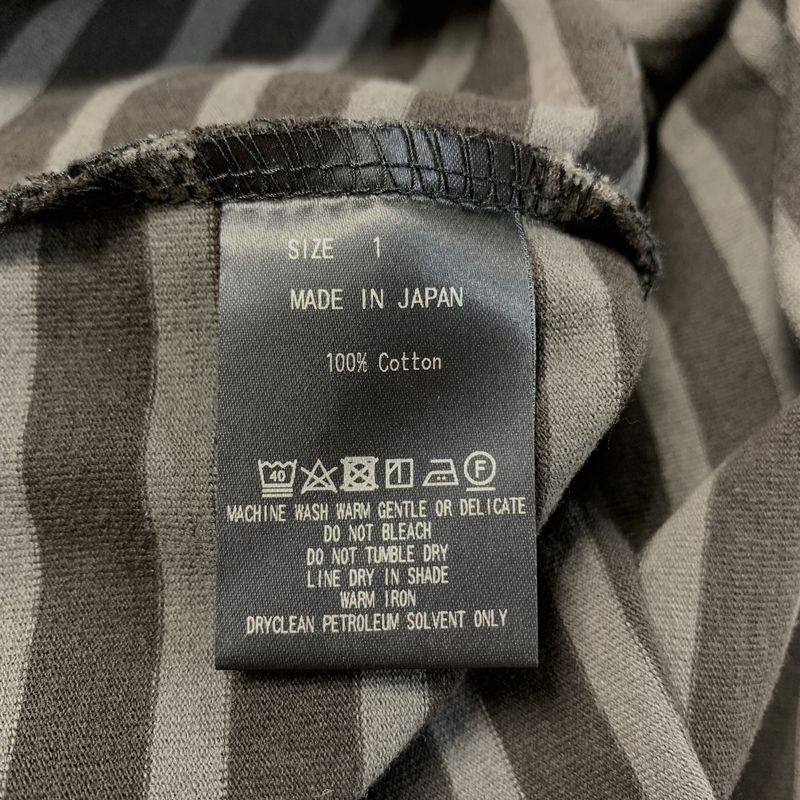 SIZE 1
MADE IN JAPAN
100% Cotton
40 F
MACHINE WASH WARM GENTLE OR DELICATE
DO NOT BLEACH
DO NOT TUMBLE DRY
LINE DRY IN SHADE
WARM IRON
DRYCLEAN PETROLEUM SOLVENT ONLY